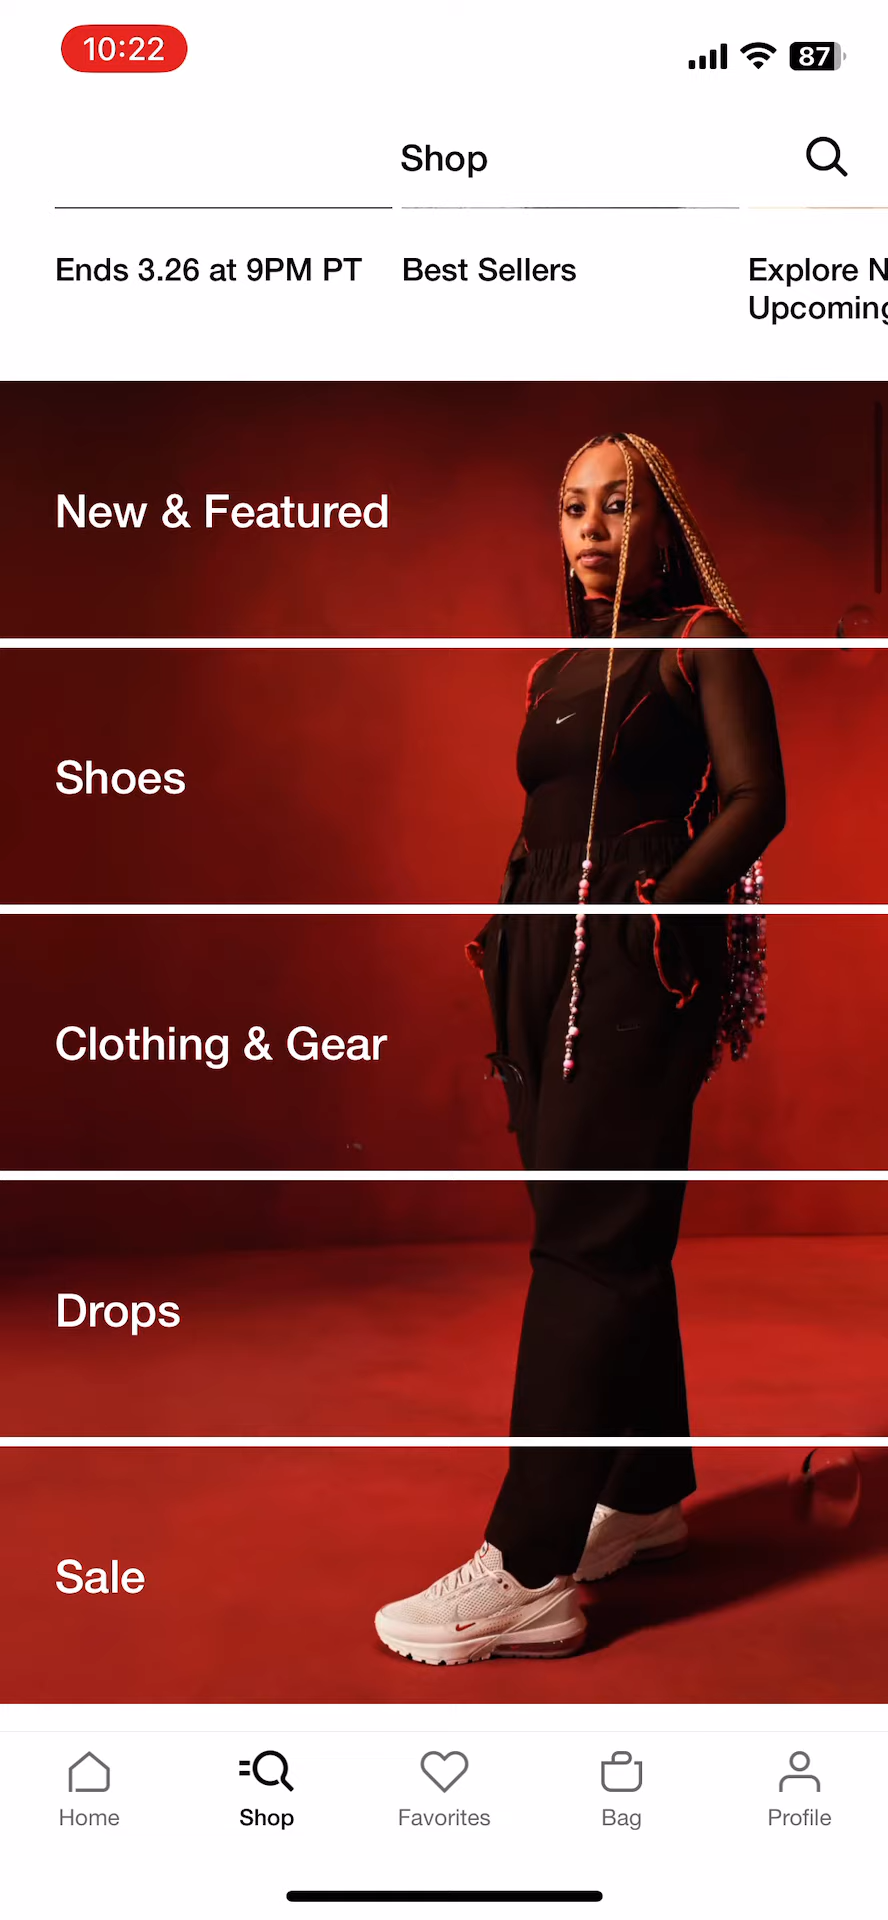 10:22
87
Shop
Ends 3.26 at 9PM PT
Best Sellers
Explore N
Upcoming
New & Featured
Shoes
Clothing & Gear
Drops
Sale
Home
Shop
Favorites
Bag
Profile